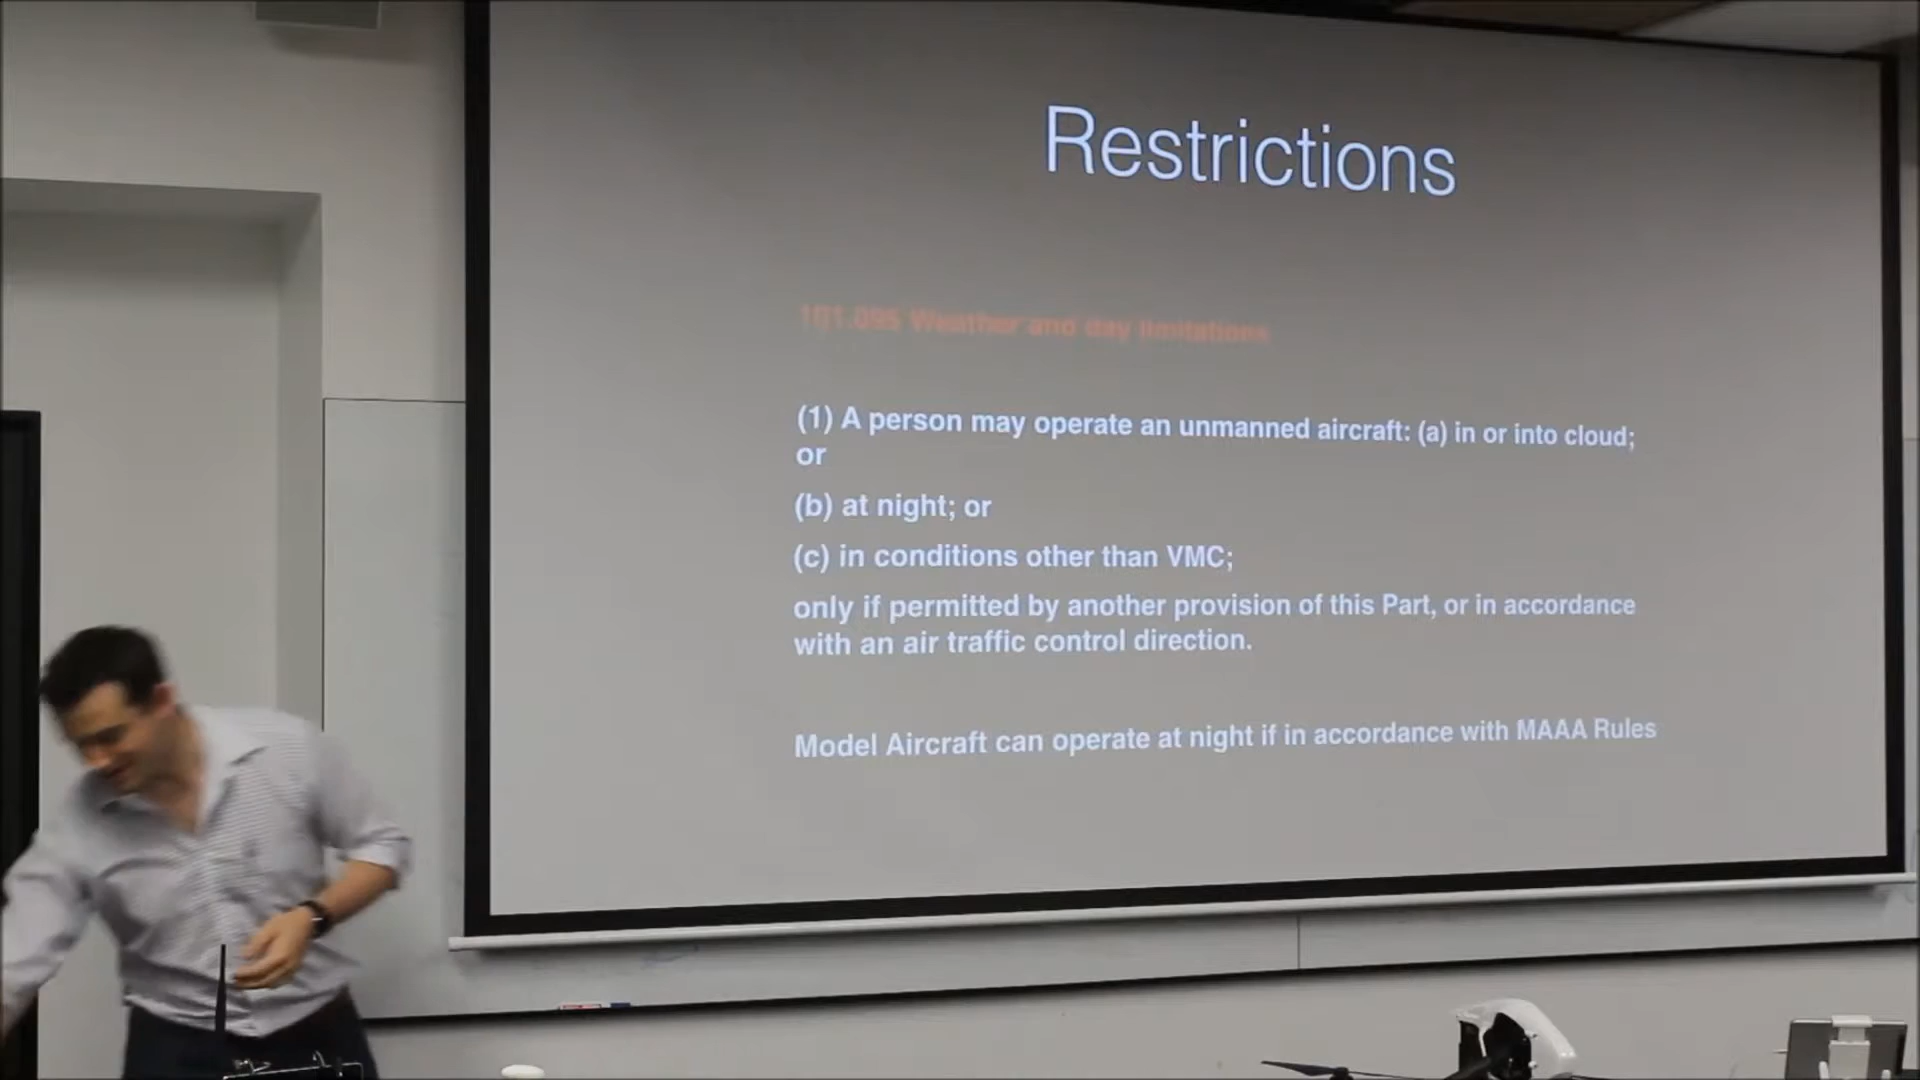 Restrictions
101.095 Weather and day limitations
(1) A person may operate an unmanned aircraft: (a) in or into cloud;
or
(b) at night; or
(c) in conditions other than VMC;
only if permitted by another provision of this Part, or in accordance
with an air traffic control direction.
Model Aircraft can operate at night if in accordance with MAAA Rules